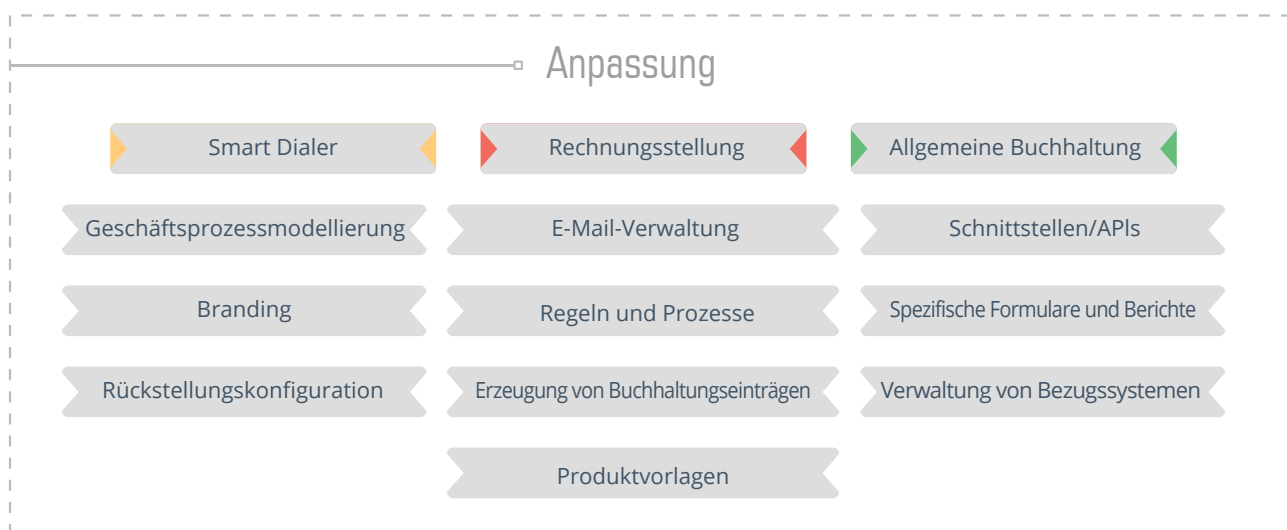 Anpassung
Smart Dialer
Rechnungsstellung
Allgemeine Buchhaltung
Geschäftsprozessmodellierung
E-Mail-Verwaltung
Schnittstellen/APls
Branding
Regeln und Prozesse
Spezifische Formulare und Berichte
Rückstellungskonfiguration
Erzeugung von Buchhaltungseinträgen
Verwaltung von Bezugssystemen
Produktvorlagen